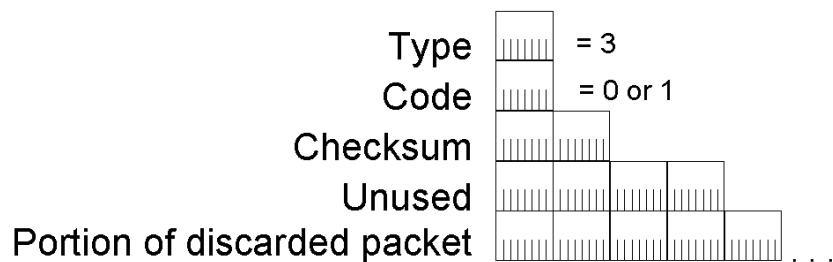 Type = 3
Code = 0 or 1
Checksum
Unused
Portion of discarded packet . . .